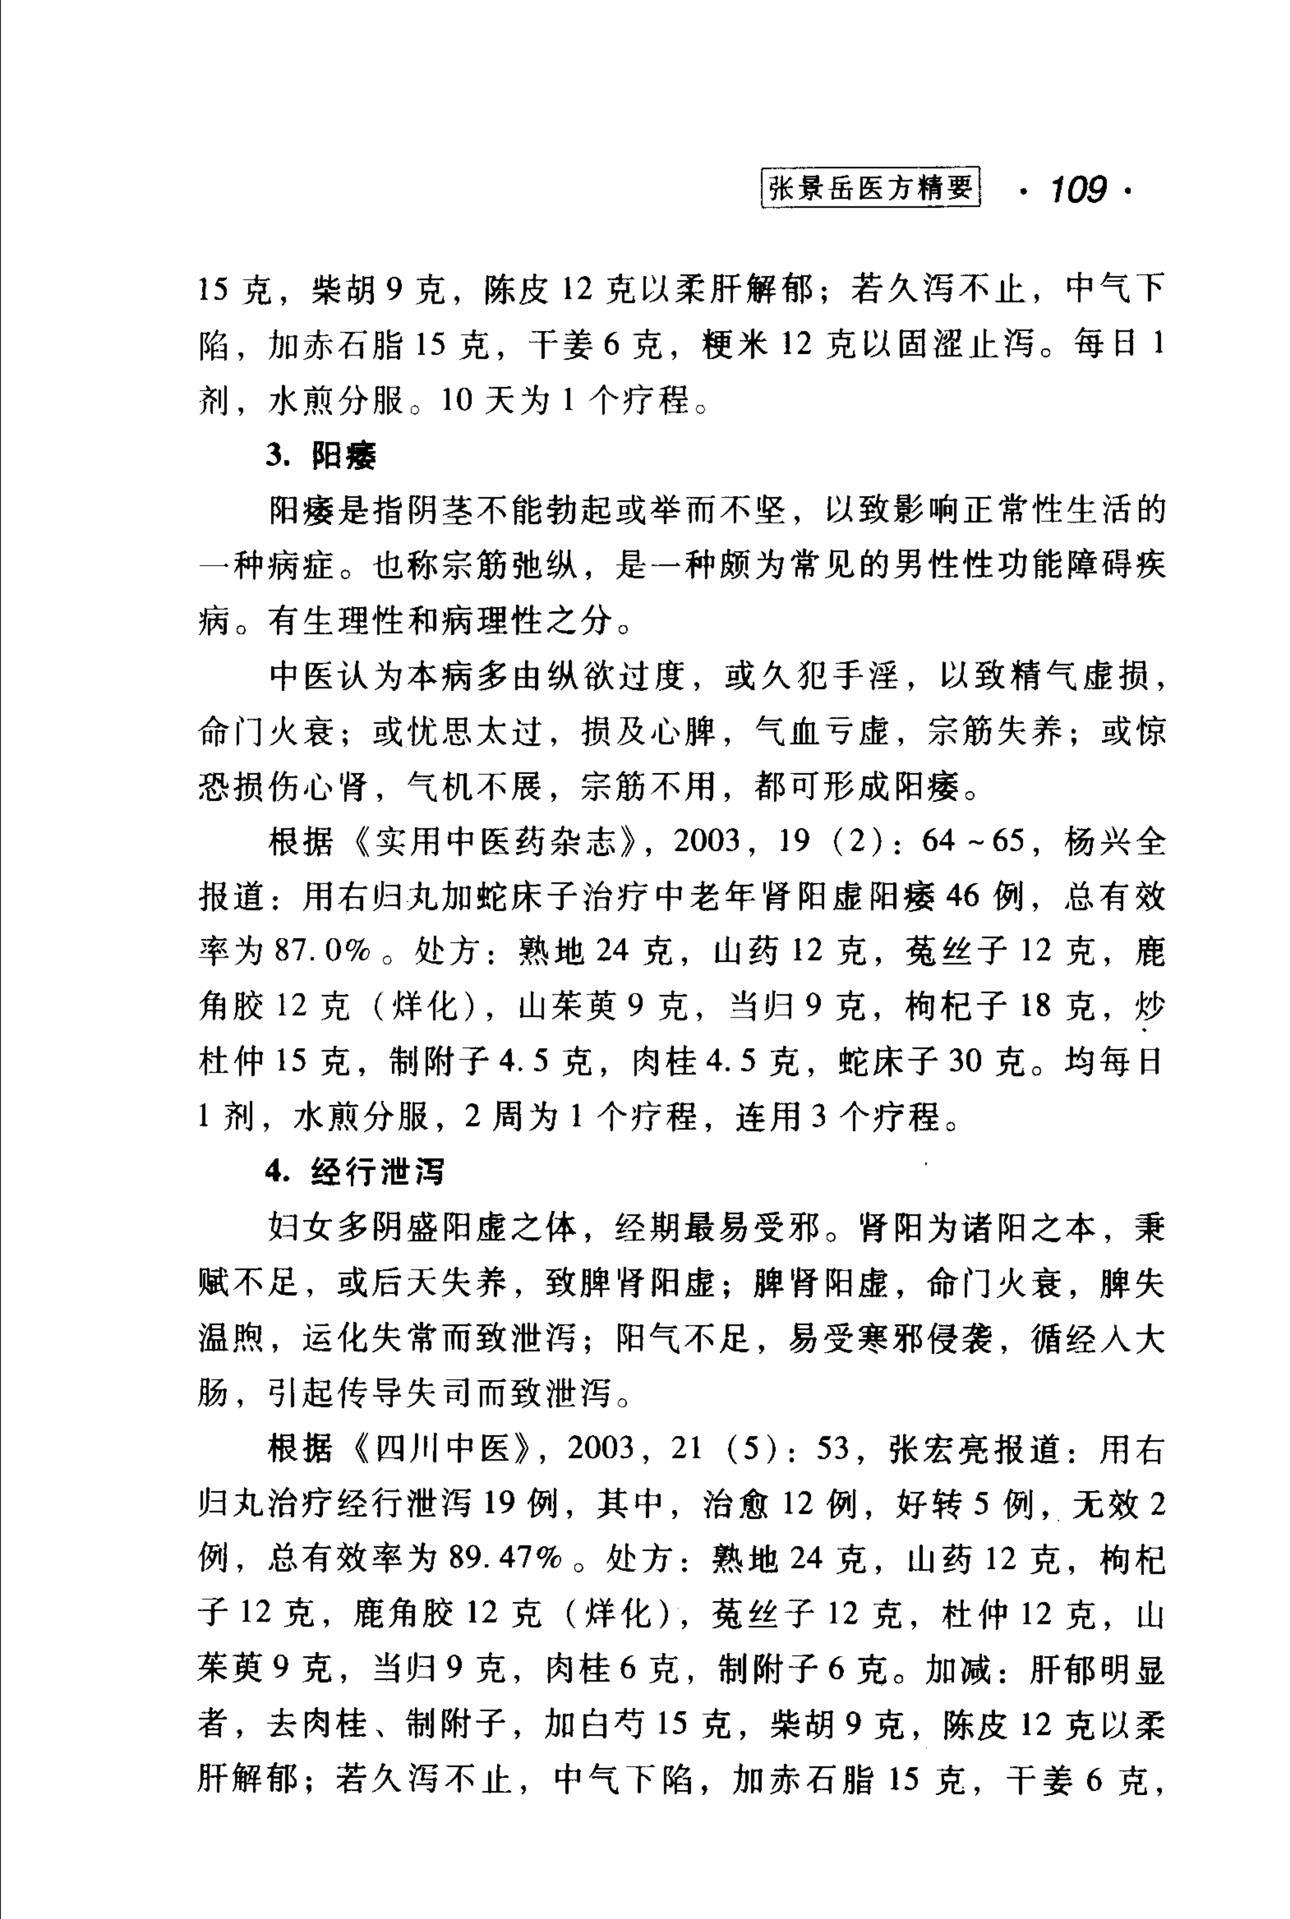 张景岳医方精要 · 109 ·
15 克，柴胡 9 克，陈皮 12 克以柔肝解郁；若久泻不止，中气下
陷，加赤石脂 15 克，干姜 6 克，粳米 12 克以固涩止泻。每日 1
剂，水煎分服。10 天为 1 个疗程。
3. 阳痿
阳痿是指阴茎不能勃起或举而不坚，以致影响正常性生活的
一种病症。也称宗筋弛纵，是一种颇为常见的男性性功能障碍疾
病。有生理性和病理性之分。
中医认为本病多由纵欲过度，或久犯手淫，以致精气虚损，
命门火衰；或忧思太过，损及心脾，气血亏虚，宗筋失养；或惊
恐损伤心肾，气机不展，宗筋不用，都可形成阳痿。
根据《实用中医药杂志》，2003，19（2）：64～65，杨兴全
报道：用右归丸加蛇床子治疗中老年肾阳虚阳痿 46 例，总有效
率为 87.0%。处方：熟地 24 克，山药 12 克，菟丝子 12 克，鹿
角胶 12 克（烊化），山茱萸 9 克，当归 9 克，枸杞子 18 克，炒
杜仲 15 克，制附子 4.5 克，肉桂 4.5 克，蛇床子 30 克。均每日
1 剂，水煎分服，2 周为 1 个疗程，连用 3 个疗程。
4. 经行泄泻
妇女多阴盛阳虚之体，经期最易受邪。肾阳为诸阳之本，秉
赋不足，或后天失养，致脾肾阳虚；脾肾阳虚，命门火衰，脾失
温煦，运化失常而致泄泻；阳气不足，易受寒邪侵袭，循经入大
肠，引起传导失司而致泄泻。
根据《四川中医》，2003，21（5）：53，张宏亮报道：用右
归丸治疗经行泄泻 19 例，其中，治愈 12 例，好转 5 例，无效 2
例，总有效率为 89.47%。处方：熟地 24 克，山药 12 克，枸杞
子 12 克，鹿角胶 12 克（烊化），菟丝子 12 克，杜仲 12 克，山
茱萸 9 克，当归 9 克，肉桂 6 克，制附子 6 克。加减：肝郁明显
者，去肉桂、制附子，加白芍 15 克，柴胡 9 克，陈皮 12 克以柔
肝解郁；若久泻不止，中气下陷，加赤石脂 15 克，干姜 6 克，